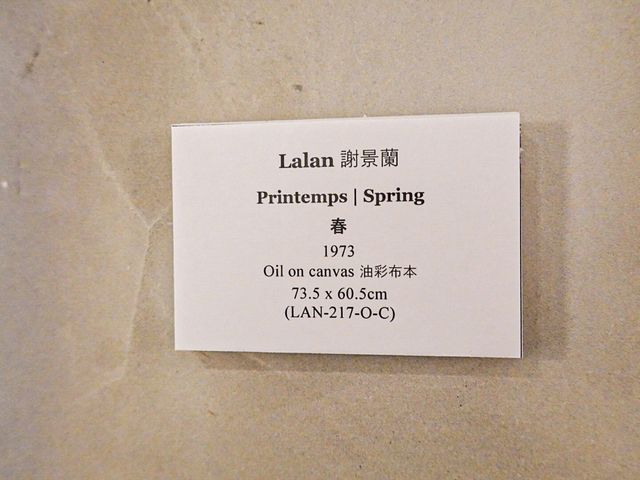 Lalan 謝景蘭
Printemps | Spring
春
1973
Oil on canvas 油彩布本
73.5 x 60.5cm
(LAN-217-O-C)